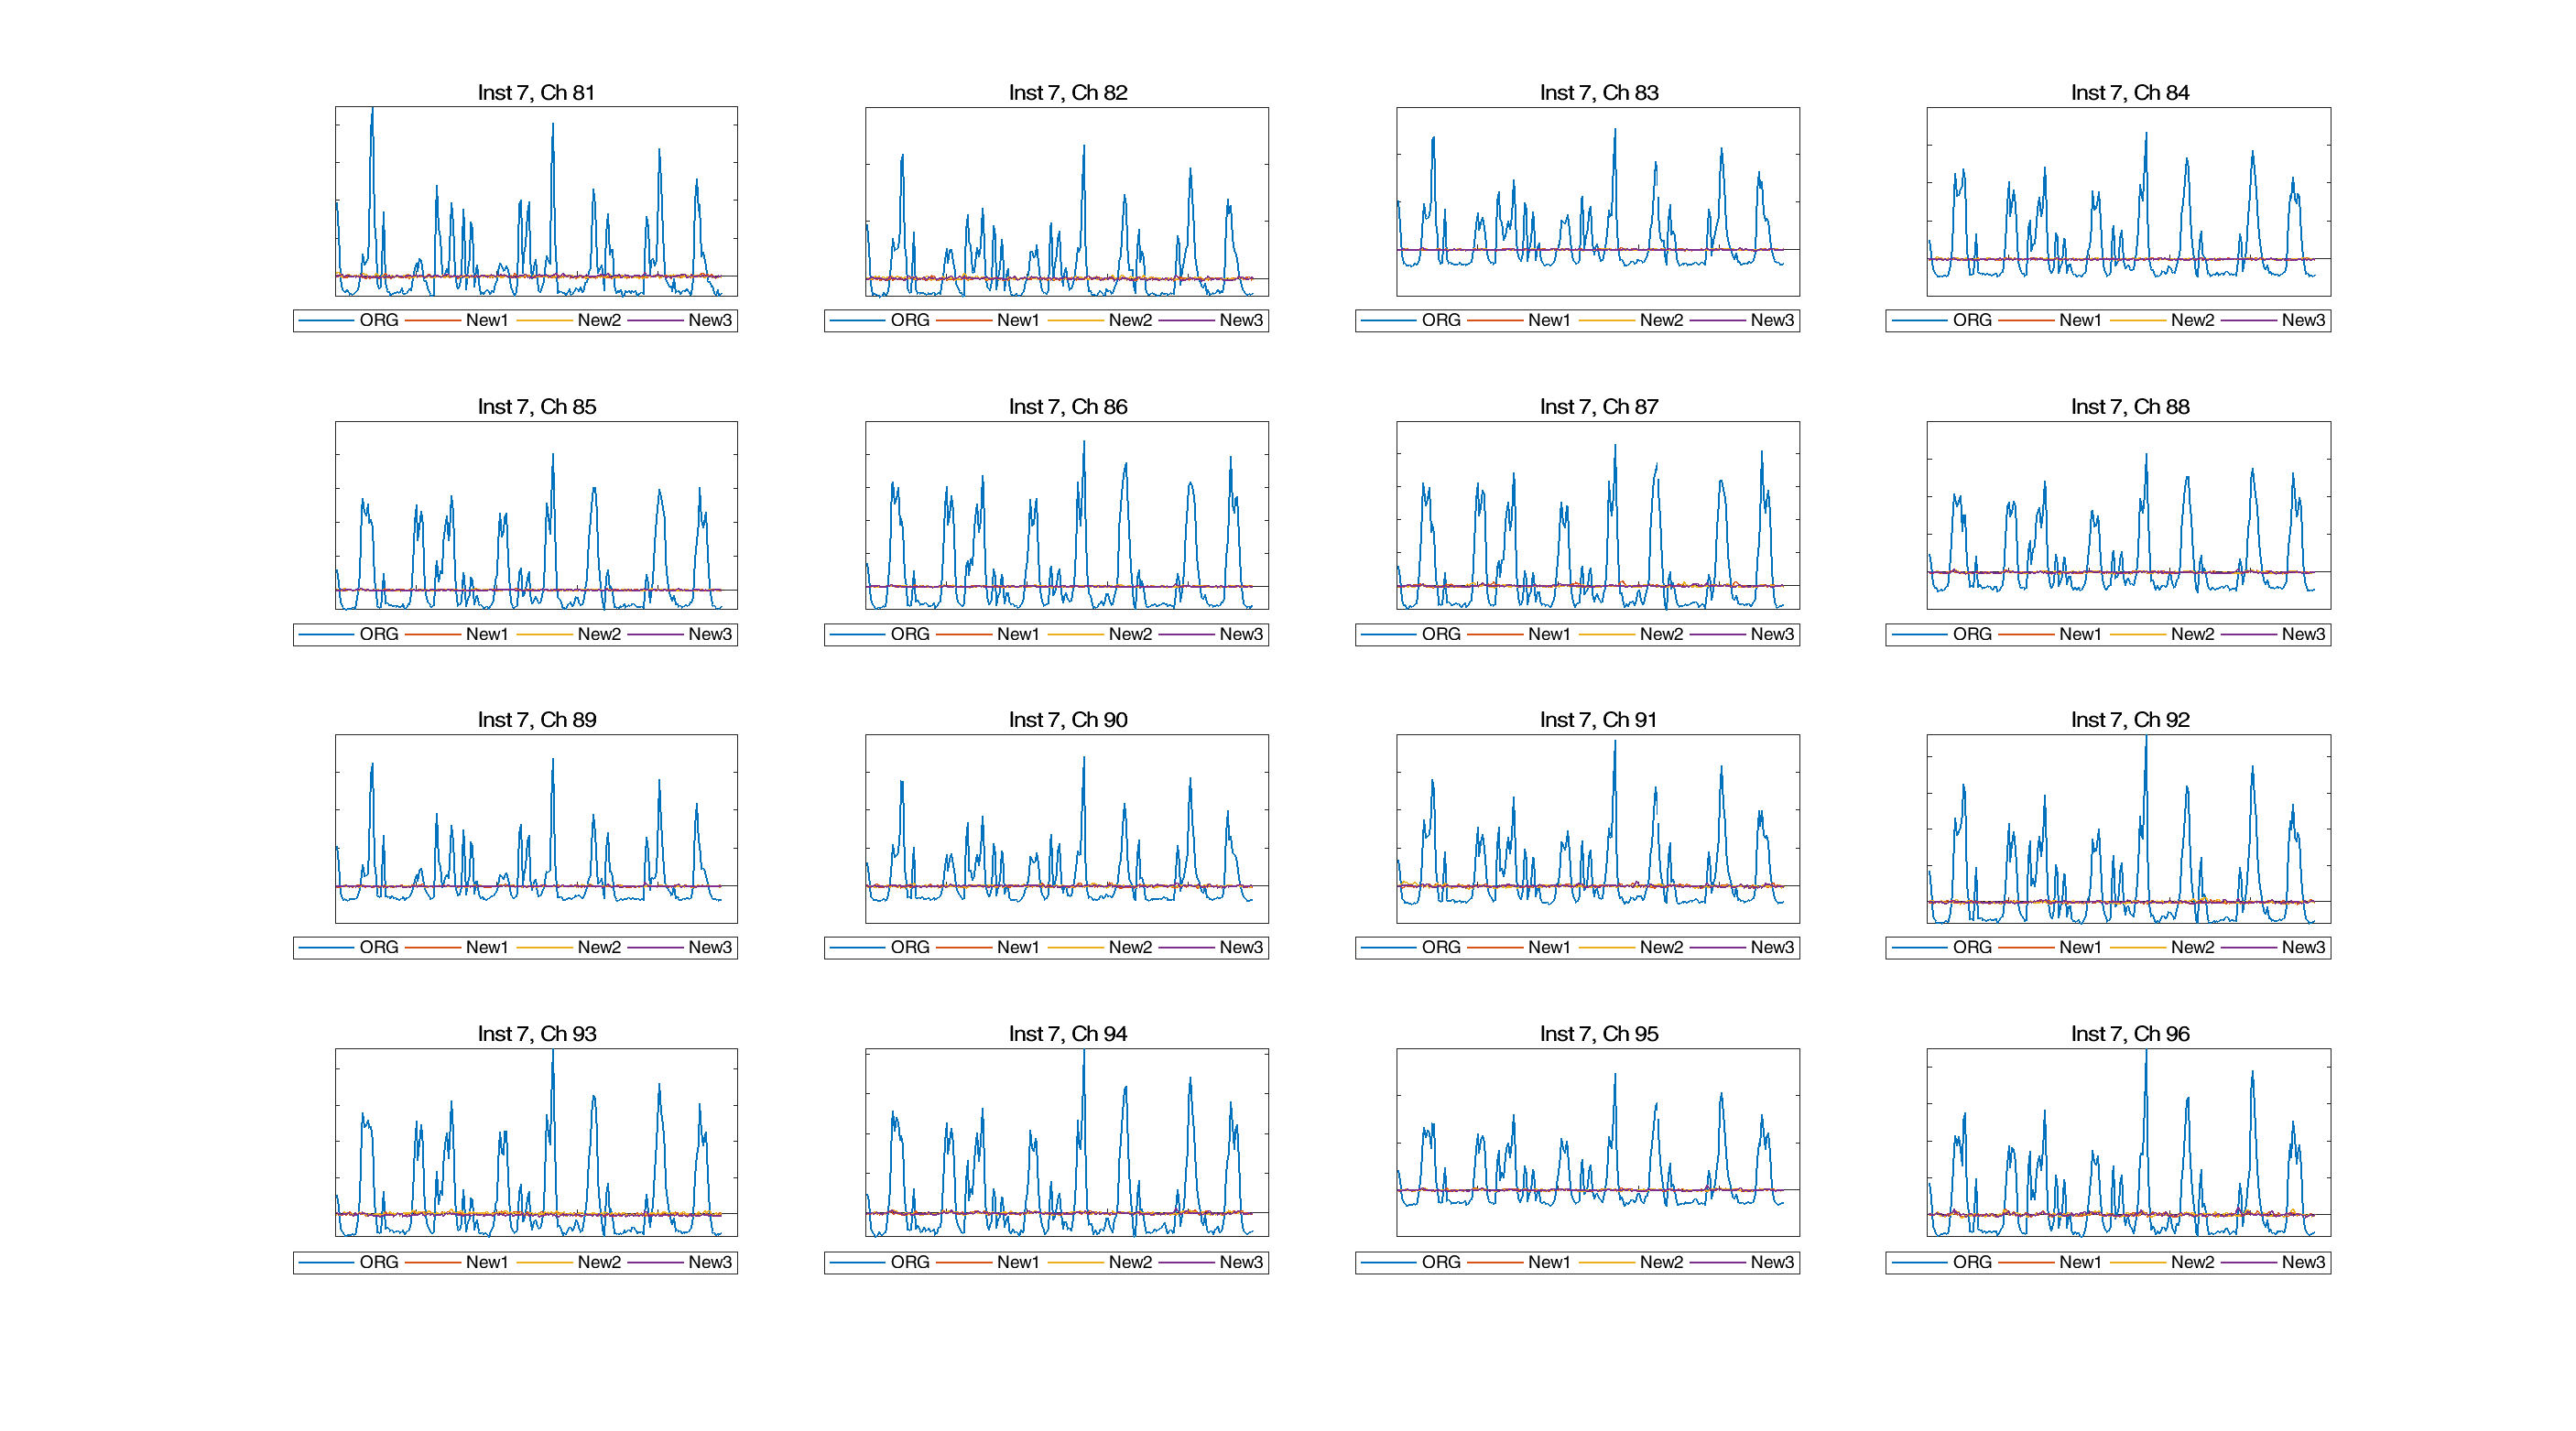 Inst 7, Ch 81
Inst 7, Ch 82
Inst 7, Ch 83
Inst 7, Ch 84
ORG New1 New2 New3
ORG New1 New2 New3
ORG New1 New2 New3
ORG New1 New2 New3
Inst 7, Ch 85
Inst 7, Ch 86
Inst 7, Ch 87
Inst 7, Ch 88
ORG New1 New2 New3
ORG New1 New2 New3
ORG New1 New2 New3
ORG New1 New2 New3
Inst 7, Ch 89
Inst 7, Ch 90
Inst 7, Ch 91
Inst 7, Ch 92
ORG New1 New2 New3
ORG New1 New2 New3
ORG New1 New2 New3
ORG New1 New2 New3
Inst 7, Ch 93
Inst 7, Ch 94
Inst 7, Ch 95
Inst 7, Ch 96
ORG New1 New2 New3
ORG New1 New2 New3
ORG New1 New2 New3
ORG New1 New2 New3